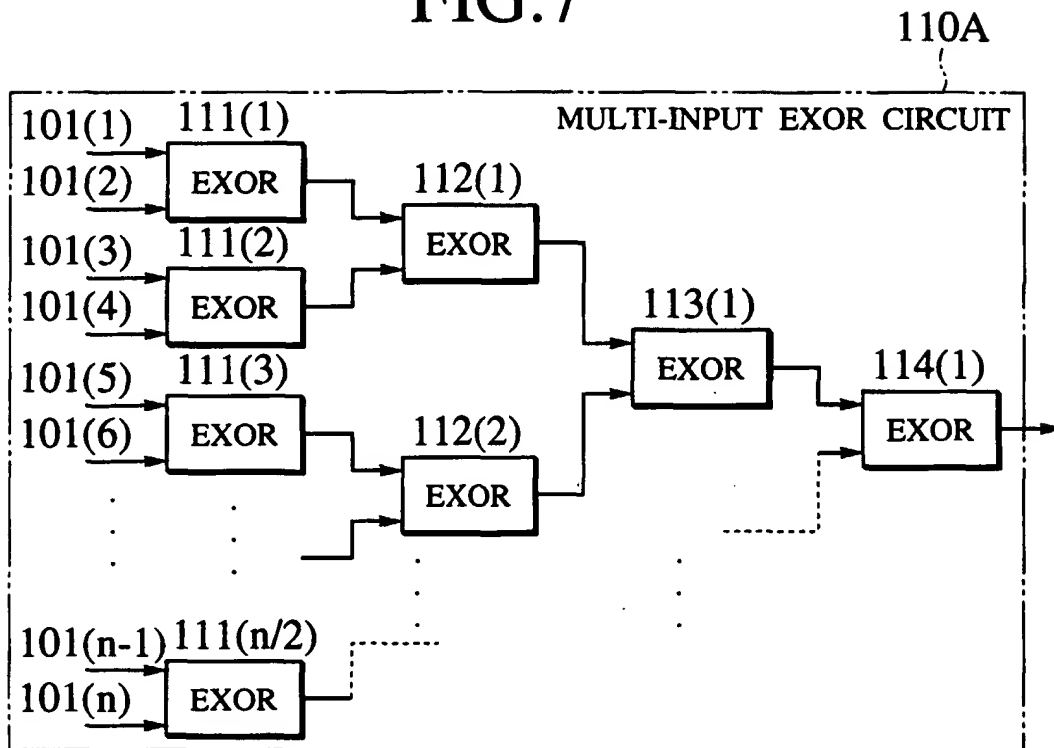 FIG.7
110A
MULTI-INPUT EXOR CIRCUIT
101(1) 111(1)
EXOR
101(2)
112(1)
EXOR
101(3) 111(2)
EXOR
101(4)
113(1)
EXOR
101(5) 111(3)
EXOR
101(6)
114(1)
EXOR
112(2)
EXOR
101(n-1) 111(n/2)
EXOR
101(n)